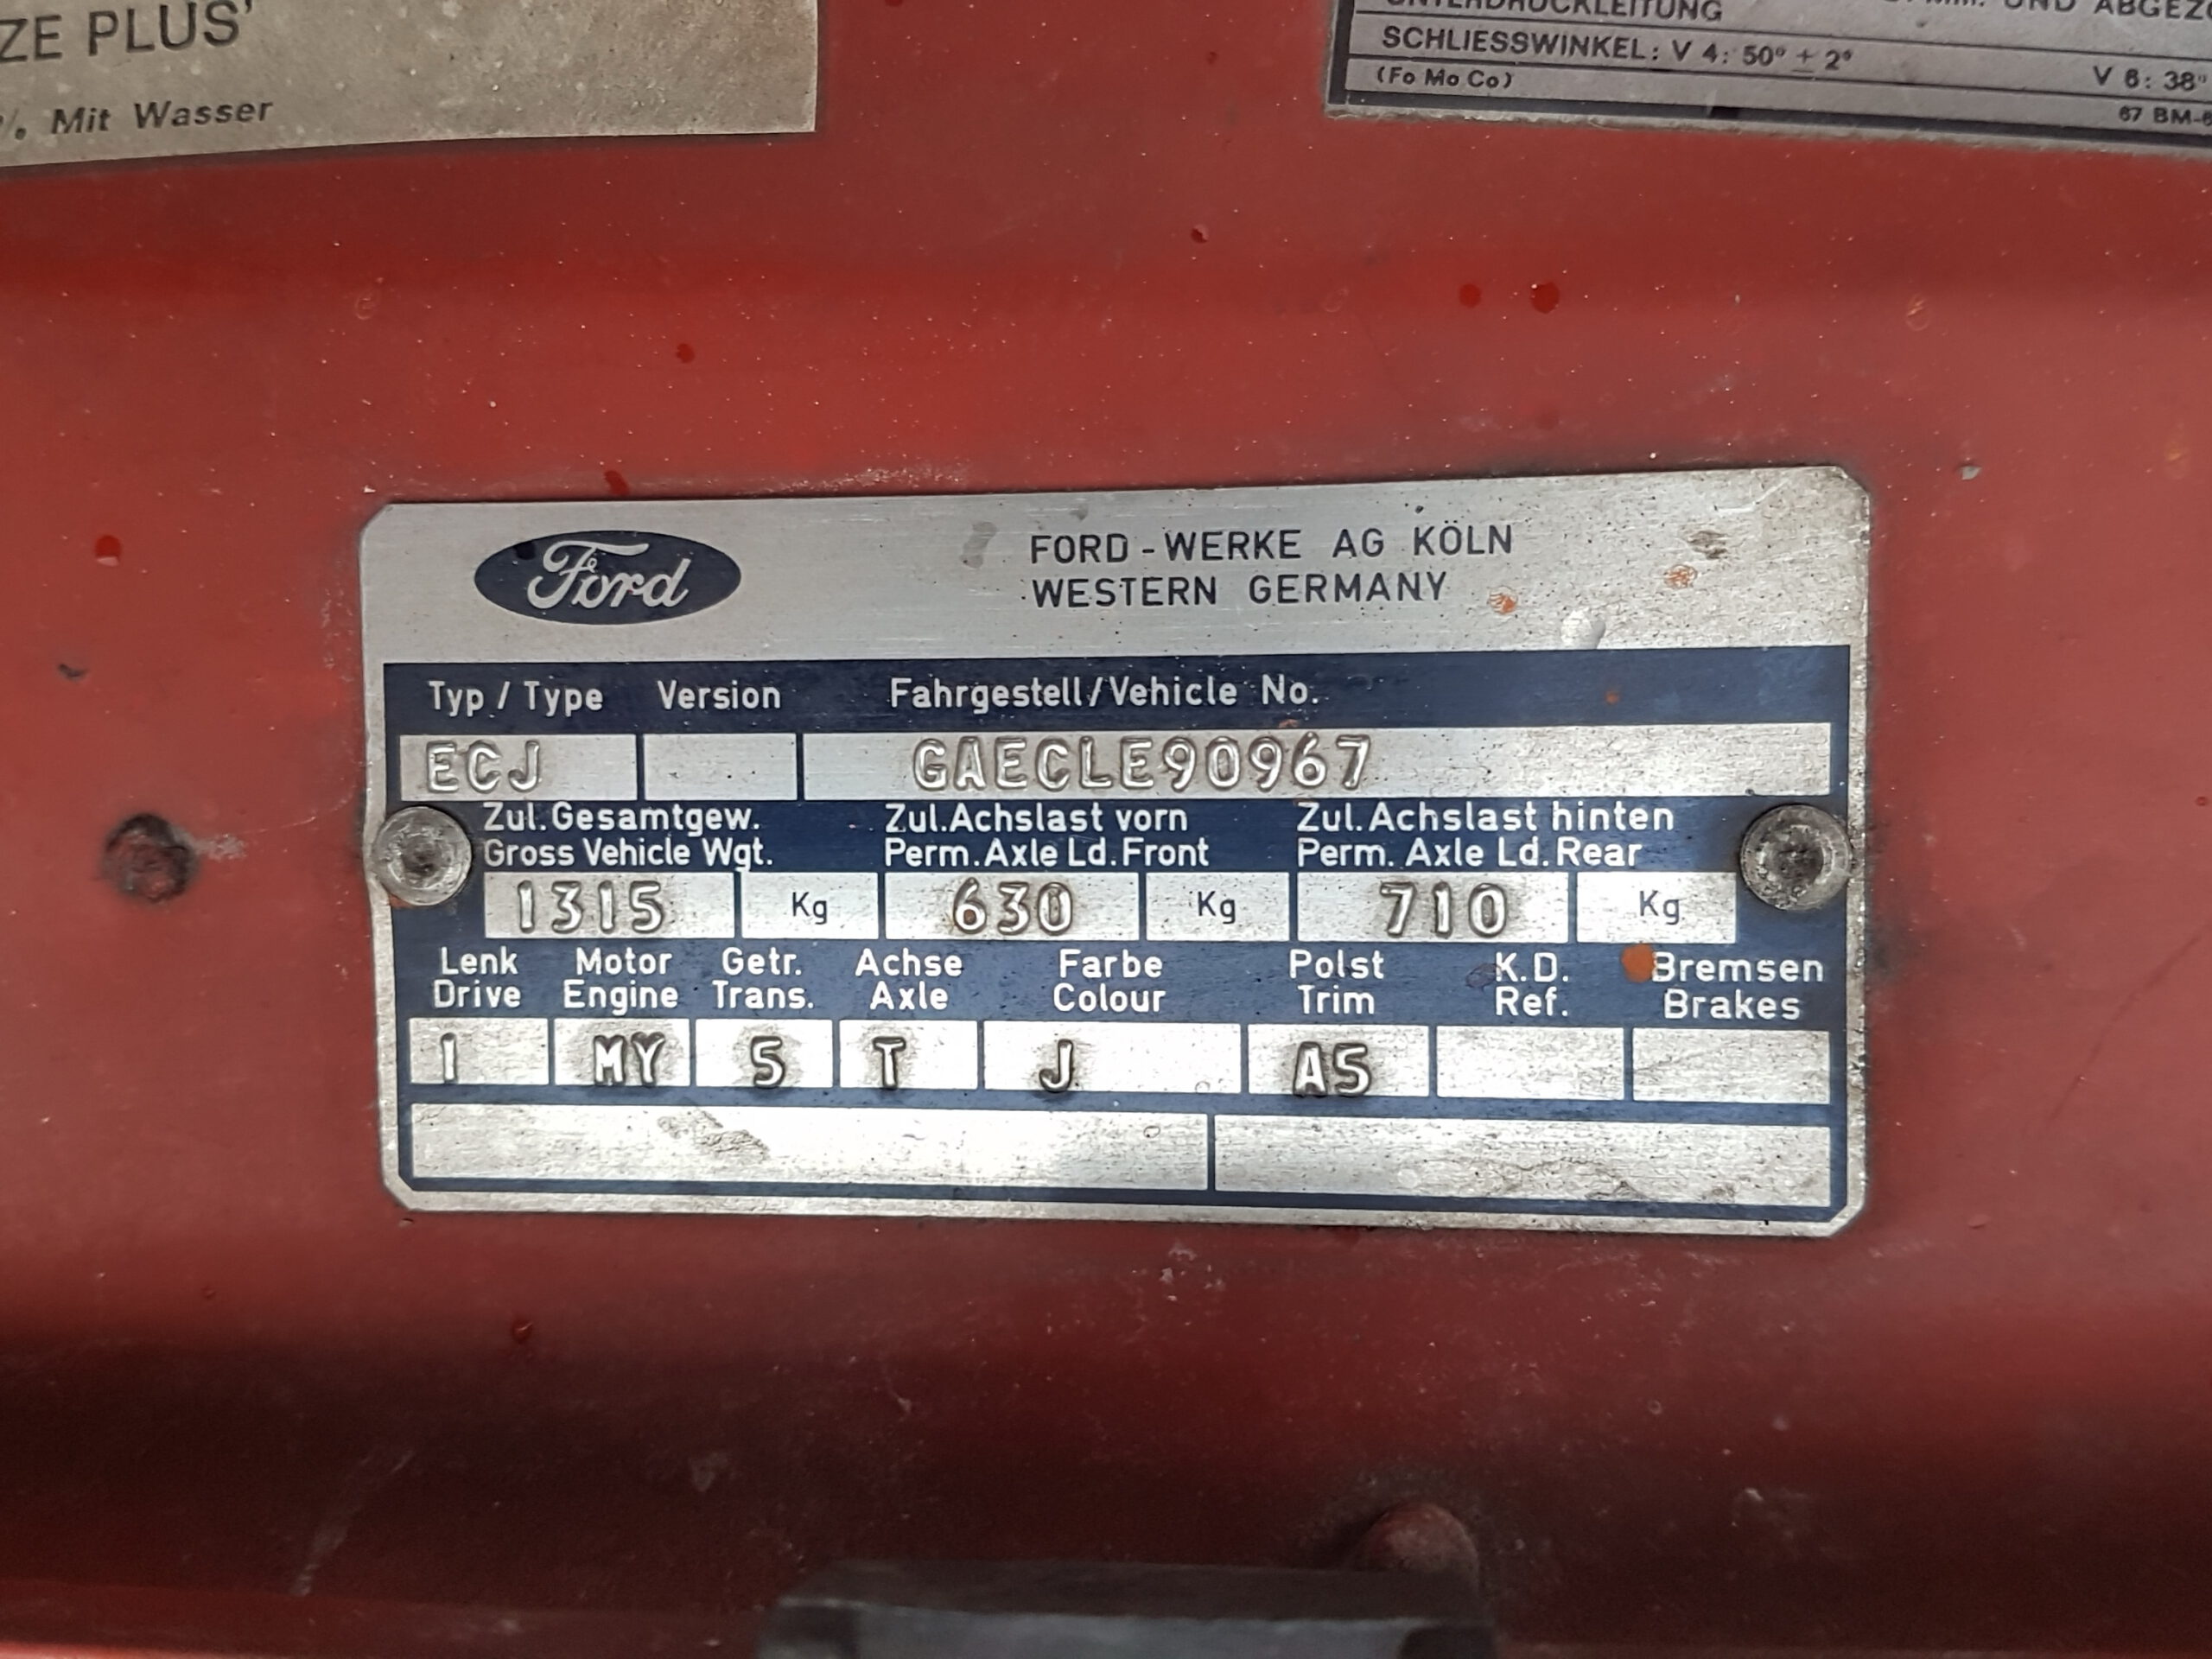 PLUS'
Mit Wasser
UNTERDRUCKLEITUNG UND
SCHLIESSWINKEL: V 4: 50° ± 2° V 6: 38°
(Fo Mo Co)
67 BM-
Ford
FORD-WERKE AG KÖLN
WESTERN GERMANY
Typ / Type Version Fahrgestell/Vehicle No.
ECJ GAECLE90967
Zul.Gesamtgew. Zul.Achslast vorn Zul.Achslast hinten
Gross Vehicle Wgt. Perm.Axle Ld.Front Perm. Axle Ld.Rear
1315 Kg 630 Kg 710 Kg
Lenk Motor Getr. Achse Farbe Polst K.D. Bremsen
Drive Engine Trans. Axle Colour Trim Ref. Brakes
1 MY 5 T J A5